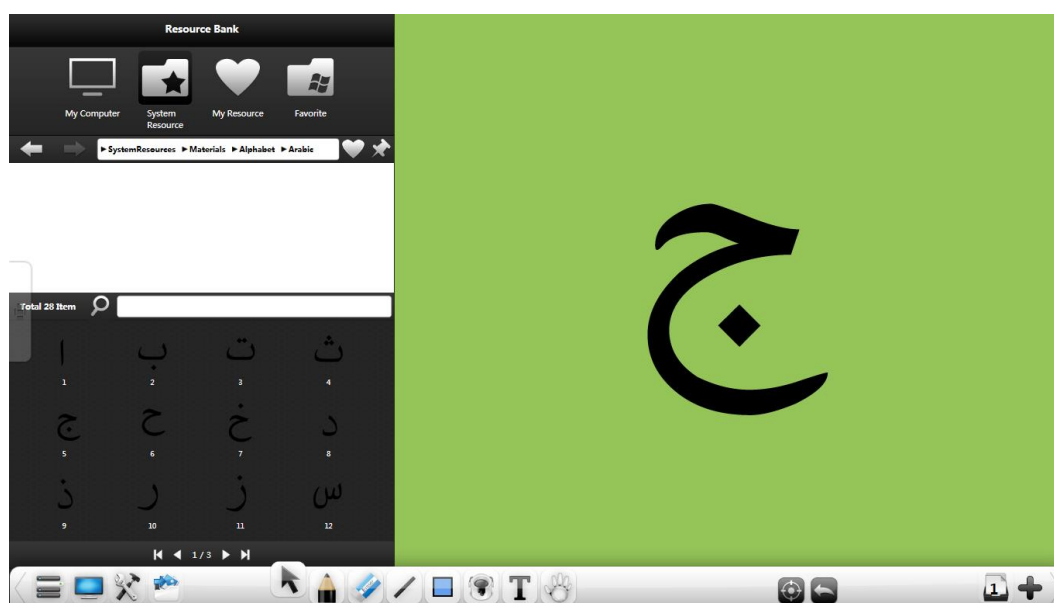 Resource Bank
My Computer
System Resource
My Resource
Favorite
SystemResources Materials Alphabet Arabic
Total 28 Item
ا ب ت ث
1 2 3 4
ج ح خ د
5 6 7 8
ذ ر ز س
9 10 11 12
1/3
ج
T
1